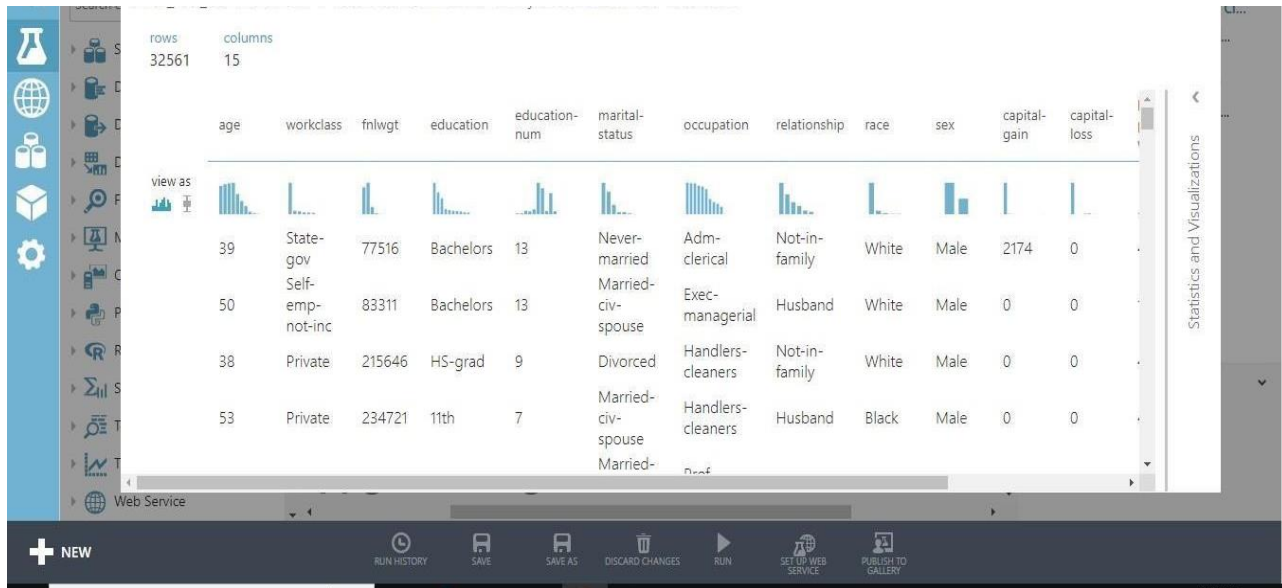 rows columns
32561 15
age workclass fnlwgt education education-num marital-status occupation relationship race sex capital-gain capital-loss
view as
39 State-gov 77516 Bachelors 13 Never-married Adm-clerical Not-in-family White Male 2174 0
50 Self-emp-not-inc 83311 Bachelors 13 Married-civ-spouse Exec-managerial Husband White Male 0 0
38 Private 215646 HS-grad 9 Divorced Handlers-cleaners Not-in-family White Male 0 0
53 Private 234721 11th 7 Married-civ-spouse Handlers-cleaners Husband Black Male 0 0
Married-
Statistics and Visualizations
Web Service
NEW
RUN HISTORY
SAVE
SAVE AS
DISCARD CHANGES
RUN
SET UP WEB SERVICE
PUBLISH TO GALLERY